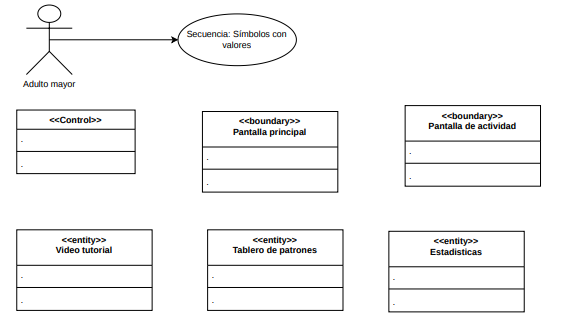 Secuencia: Símbolos con
valores
Adulto mayor
<<Control>>
.
.
<<boundary>>
Pantalla principal
.
.
<<boundary>>
Pantalla de actividad
.
.
<<entity>>
Video tutorial
.
.
<<entity>>
Tablero de patrones
.
.
<<entity>>
Estadisticas
.
.